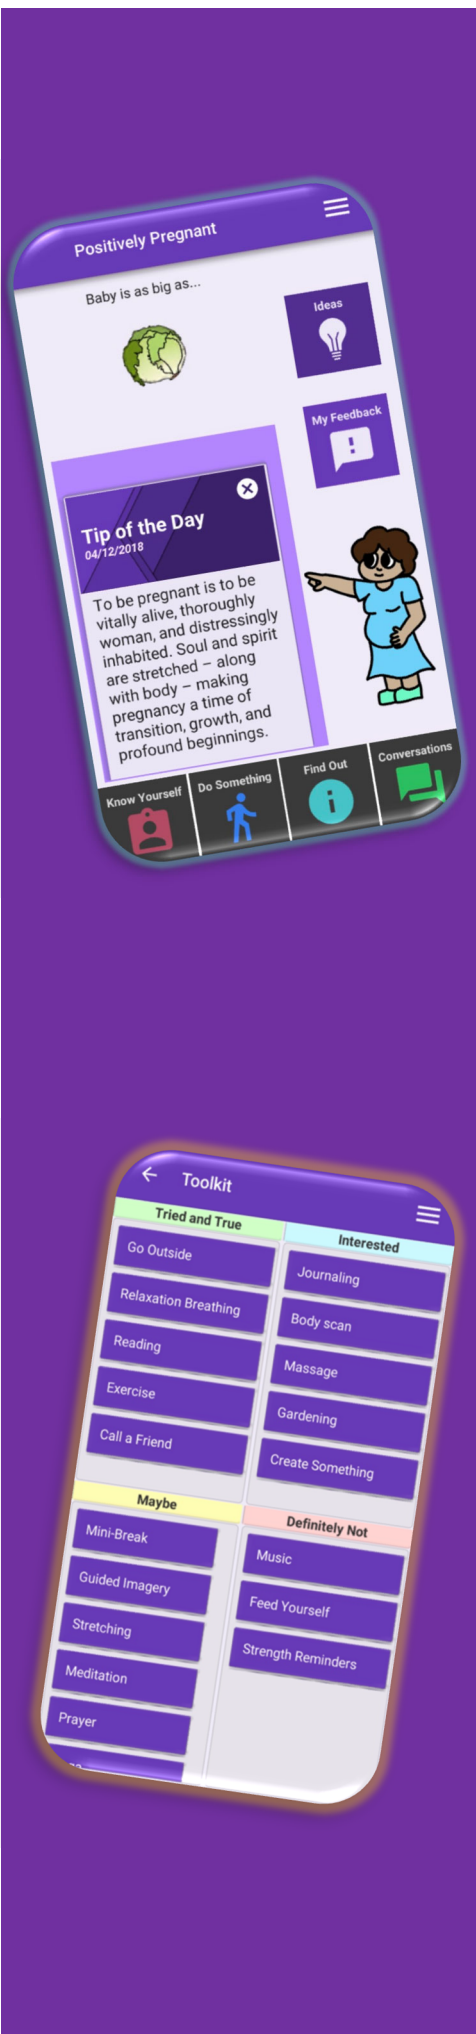 Positively Pregnant
Baby is as big as...
Ideas
My Feedback
Tip of the Day
04/12/2018
To be pregnant is to be
vitally alive, thoroughly
woman, and distressingly
inhabited. Soul and spirit
are stretched – along
with body – making
pregnancy a time of
transition, growth, and
profound beginnings.
Know Yourself
Do Something
Find Out
Conversations
Toolkit
Tried and True
Go Outside
Relaxation Breathing
Reading
Exercise
Call a Friend
Interested
Journaling
Body scan
Massage
Gardening
Create Something
Maybe
Mini-Break
Guided Imagery
Stretching
Meditation
Prayer
Definitely Not
Music
Feed Yourself
Strength Reminders